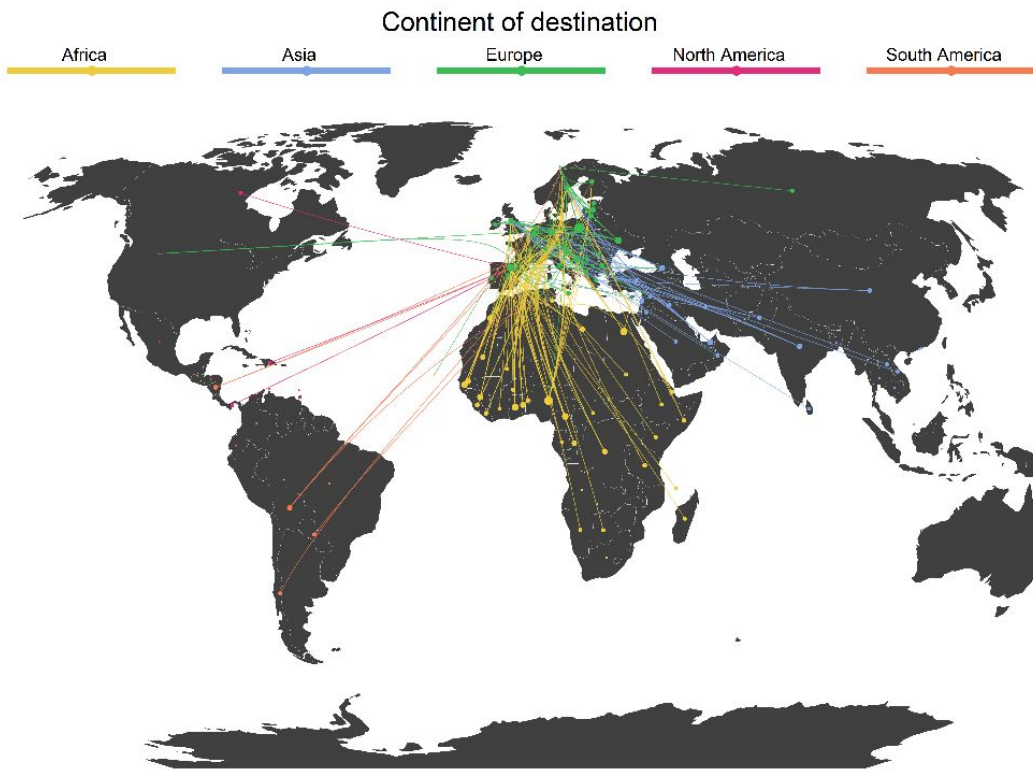 Continent of destination
Africa
Asia
Europe
North America
South America